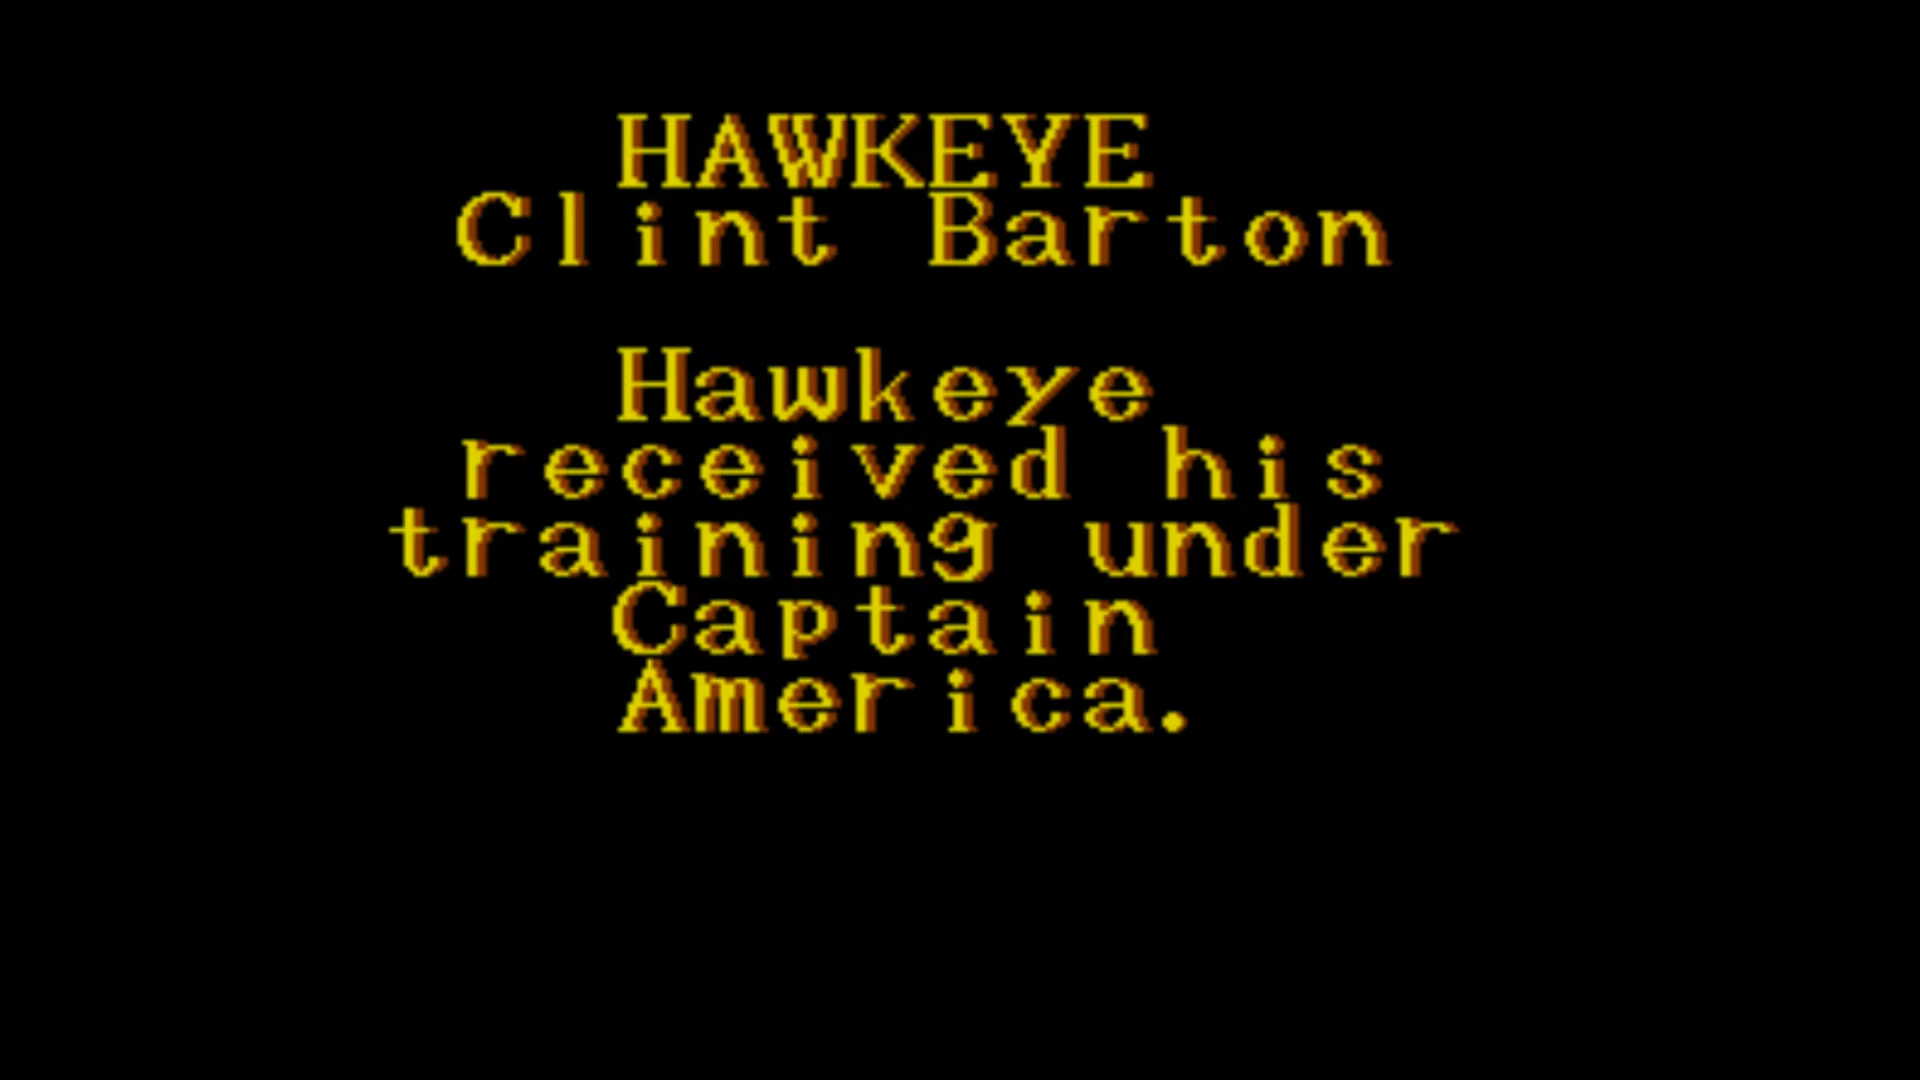 HAWKEYE
Clint Barton
Hawkeye
received his
training under
Captain
America.